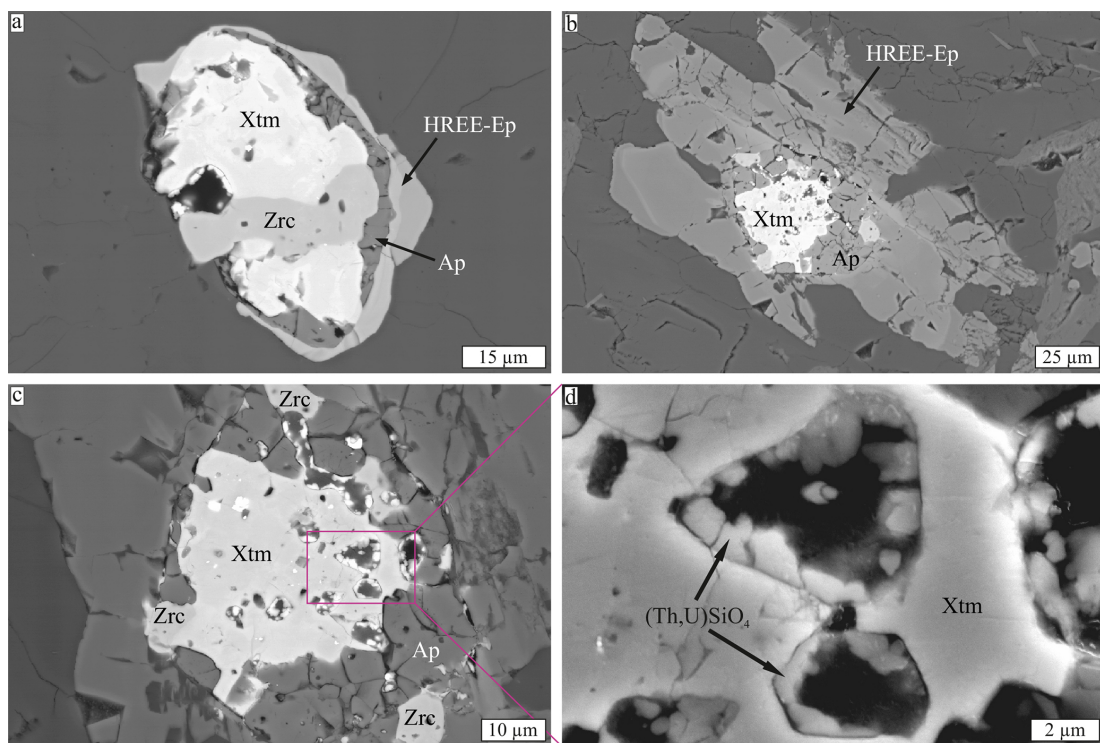 a
Xtm
HREE-Ep
Zrc
Ap
15 µm
b
HREE-Ep
Xtm
Ap
25 µm
c
Zrc
Xtm
Zrc
Ap
Zrc
10 µm
d
(Th,U)SiO₄
Xtm
2 µm